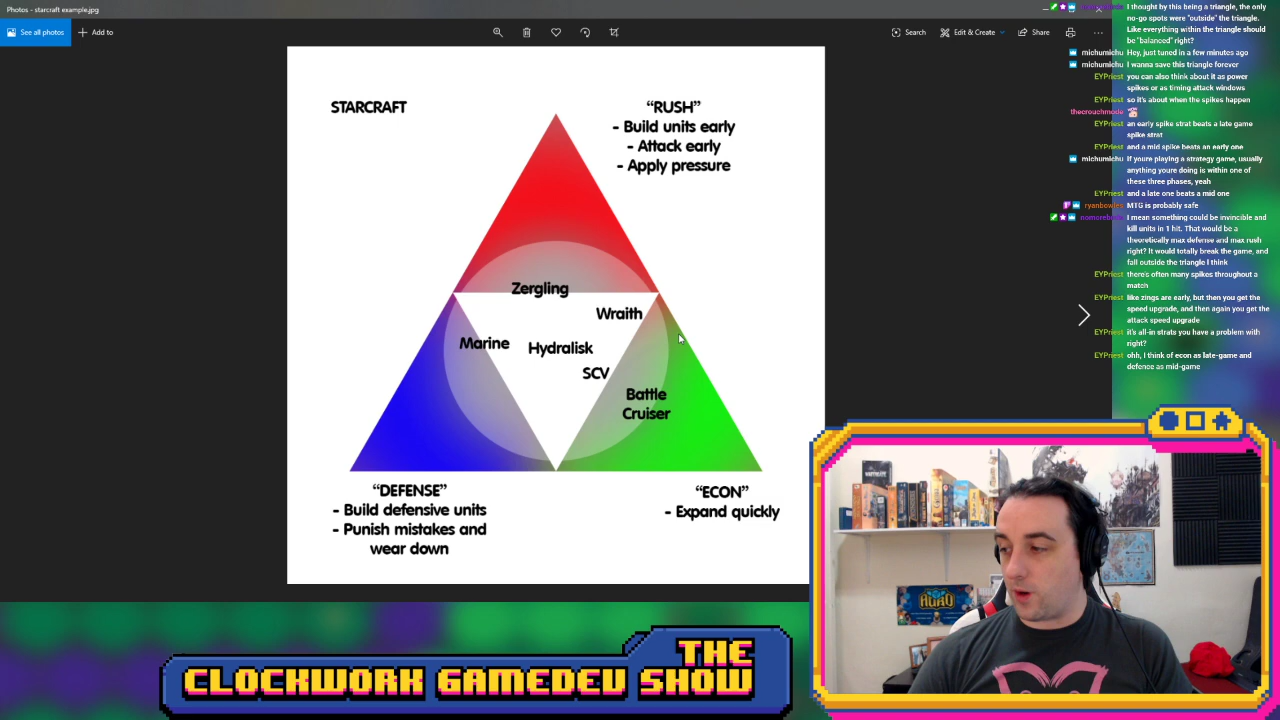 Photos - starcraft example.jpg
See all photos
Add to
Search
Edit & Create
Share
STARCRAFT
“RUSH”
- Build units early
- Attack early
- Apply pressure
Zergling
Wraith
Marine
Hydralisk
SCV
Battle
Cruiser
“DEFENSE”
- Build defensive units
- Punish mistakes and
wear down
“ECON”
- Expand quickly
I thought by this being a triangle, the only
no-go spots were "outside" the triangle.
Like everything within the triangle should
be "balanced" right?
michumichu Hey, just tuned in a few minutes ago
michumichu I wanna save this triangle forever
EYPriest you can also think about it as power
spikes or as timing attack windows
EYPriest so it's about when the spikes happen
thecrouchmode
EYPriest an early spike strat beats a late game
spike strat
EYPriest and a mid spike beats an early one
michumichu If youre playing a strategy game, usually
anything youre doing is within one of
these three phases, yeah
EYPriest and a late one beats a mid one
ryanbowles MTG is probably safe
I mean something could be invincible and
kill units in 1 hit. That would be a
theoretically max defense and max rush
right? It would totally break the game, and
fall outside the triangle I think
EYPriest there's often many spikes throughout a
match
EYPriest like zings are early, but then you get the
speed upgrade, and then again you get the
attack speed upgrade
EYPriest it's all-in strats you have a problem with
right?
EYPriest ohh, I think of econ as late-game and
defence as mid-game
AGRO
THE
CLOCKWORK GAMEDEV SHOW